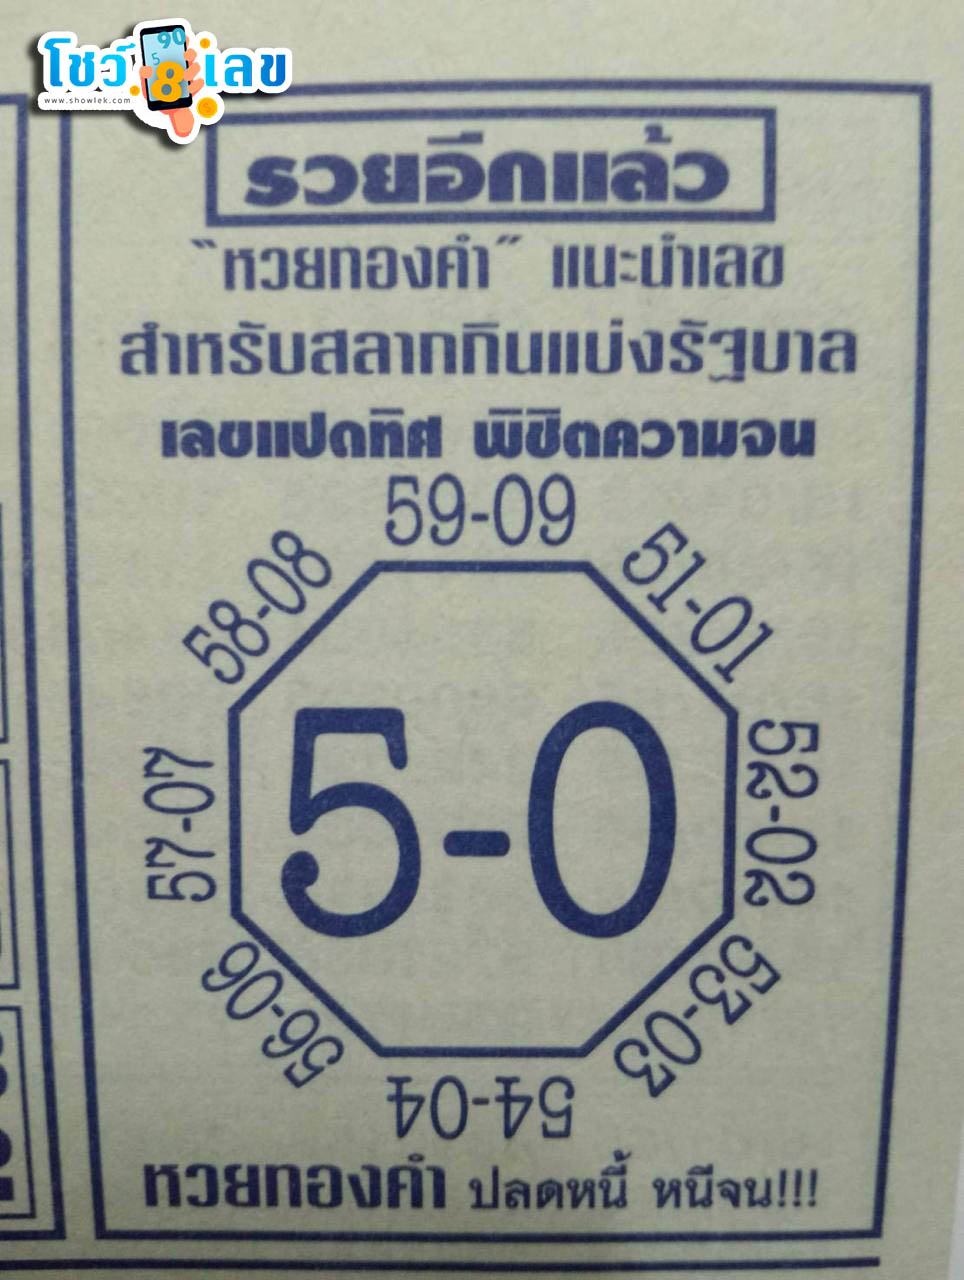 โชว์เลข
www.showlek.com
รวยอีกแล้ว
"หวยทองคำ" แนะนำเลข
สำหรับสลากกินแบ่งรัฐบาล
เลขแปดทิศ พิชิตความจน
59-09
51-01
52-02
53-03
54-04
56-06
57-07
58-08
5-0
หวยทองคำ ปลดหนี้ หนีจน!!!